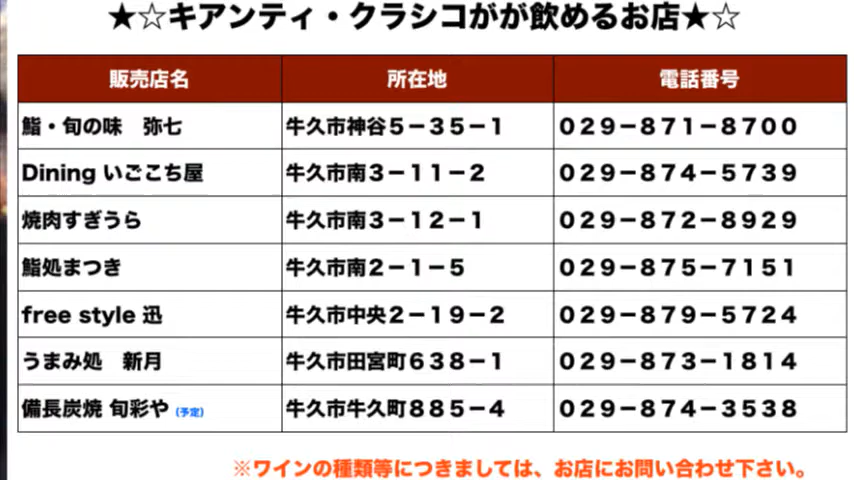 ★☆キアンティ・クラシコがが飲めるお店★☆
販売店名 所在地 電話番号
鮨・旬の味　弥七 牛久市神谷５－３５－１ ０２９－８７１－８７００
Dining いごこち屋 牛久市南３－１１－２ ０２９－８７４－５７３９
焼肉すぎうら 牛久市南３－１２－１ ０２９－８７２－８９２９
鮨処まつき 牛久市南２－１－５ ０２９－８７５－７１５１
free style 迅 牛久市中央２－１９－２ ０２９－８７９－５７２４
うまみ処　新月 牛久市田宮町６３８－１ ０２９－８７３－１８１４
備長炭焼 旬彩や（予定） 牛久市牛久町８８５－４ ０２９－８７４－３５３８
※ワインの種類等につきましては、お店にお問い合わせ下さい。